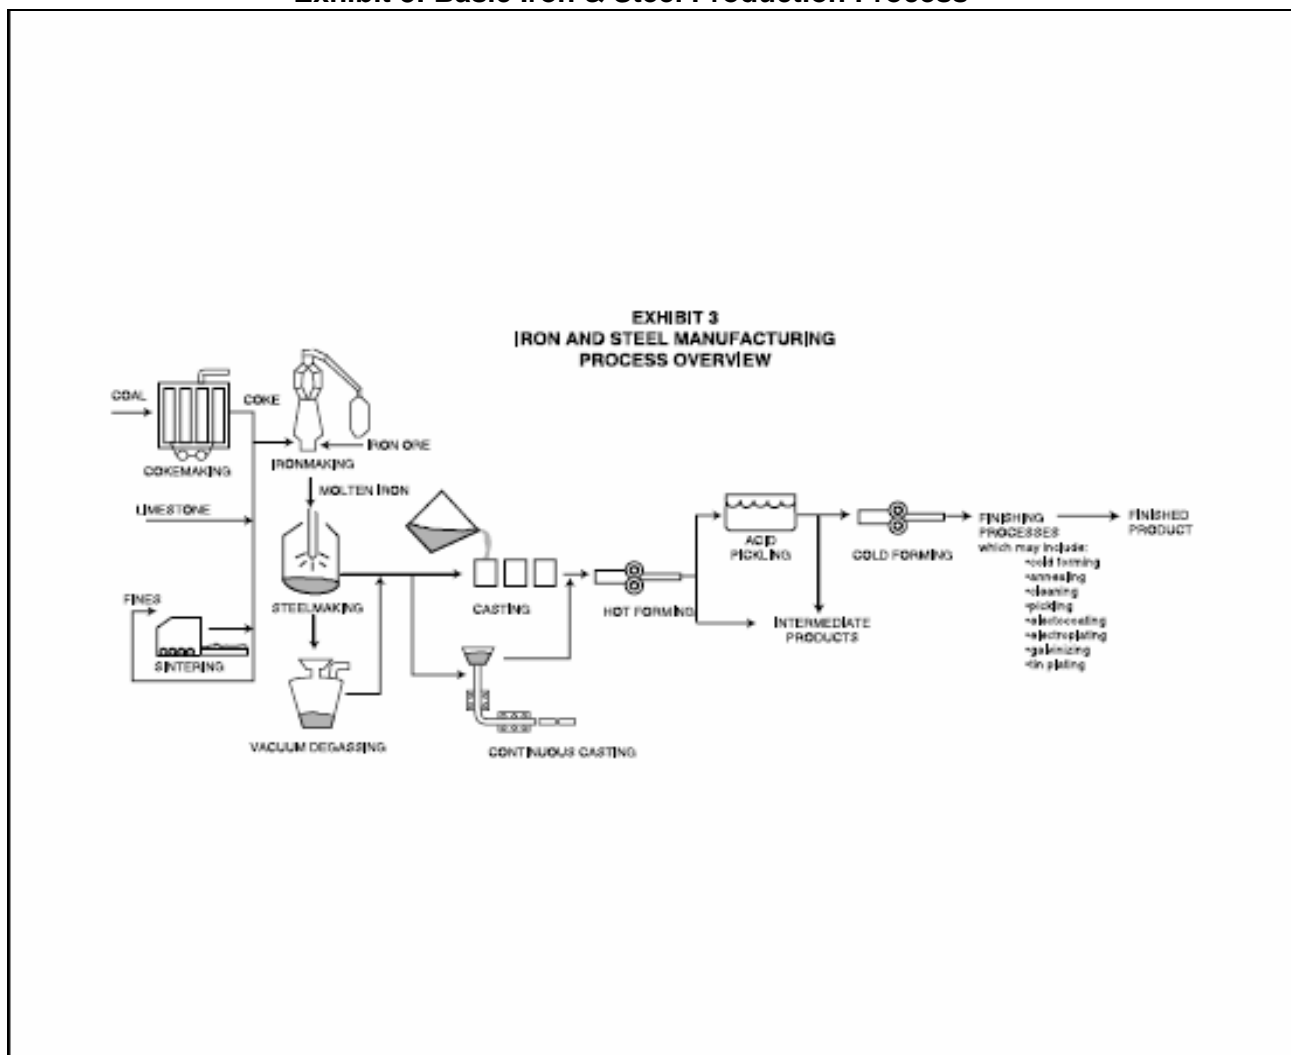 Exhibit 3: Basic Iron & Steel Production Process
EXHIBIT 3
IRON AND STEEL MANUFACTURING
PROCESS OVERVIEW
COAL
COKE
COKEMAKING
IRON ORE
IRONMAKING
MOLTEN IRON
LIMESTONE
STEELMAKING
FINES
SINTERING
VACUUM DEGASSING
CASTING
CONTINUOUS CASTING
HOT FORMING
ACID
PICKLING
INTERMEDIATE
PRODUCTS
COLD FORMING
FINISHING
PROCESSES
which may include:
•cold forming
•annealing
•cleaning
•pickling
•electocoating
•electroplating
•galvinizing
•tin plating
FINISHED
PRODUCT